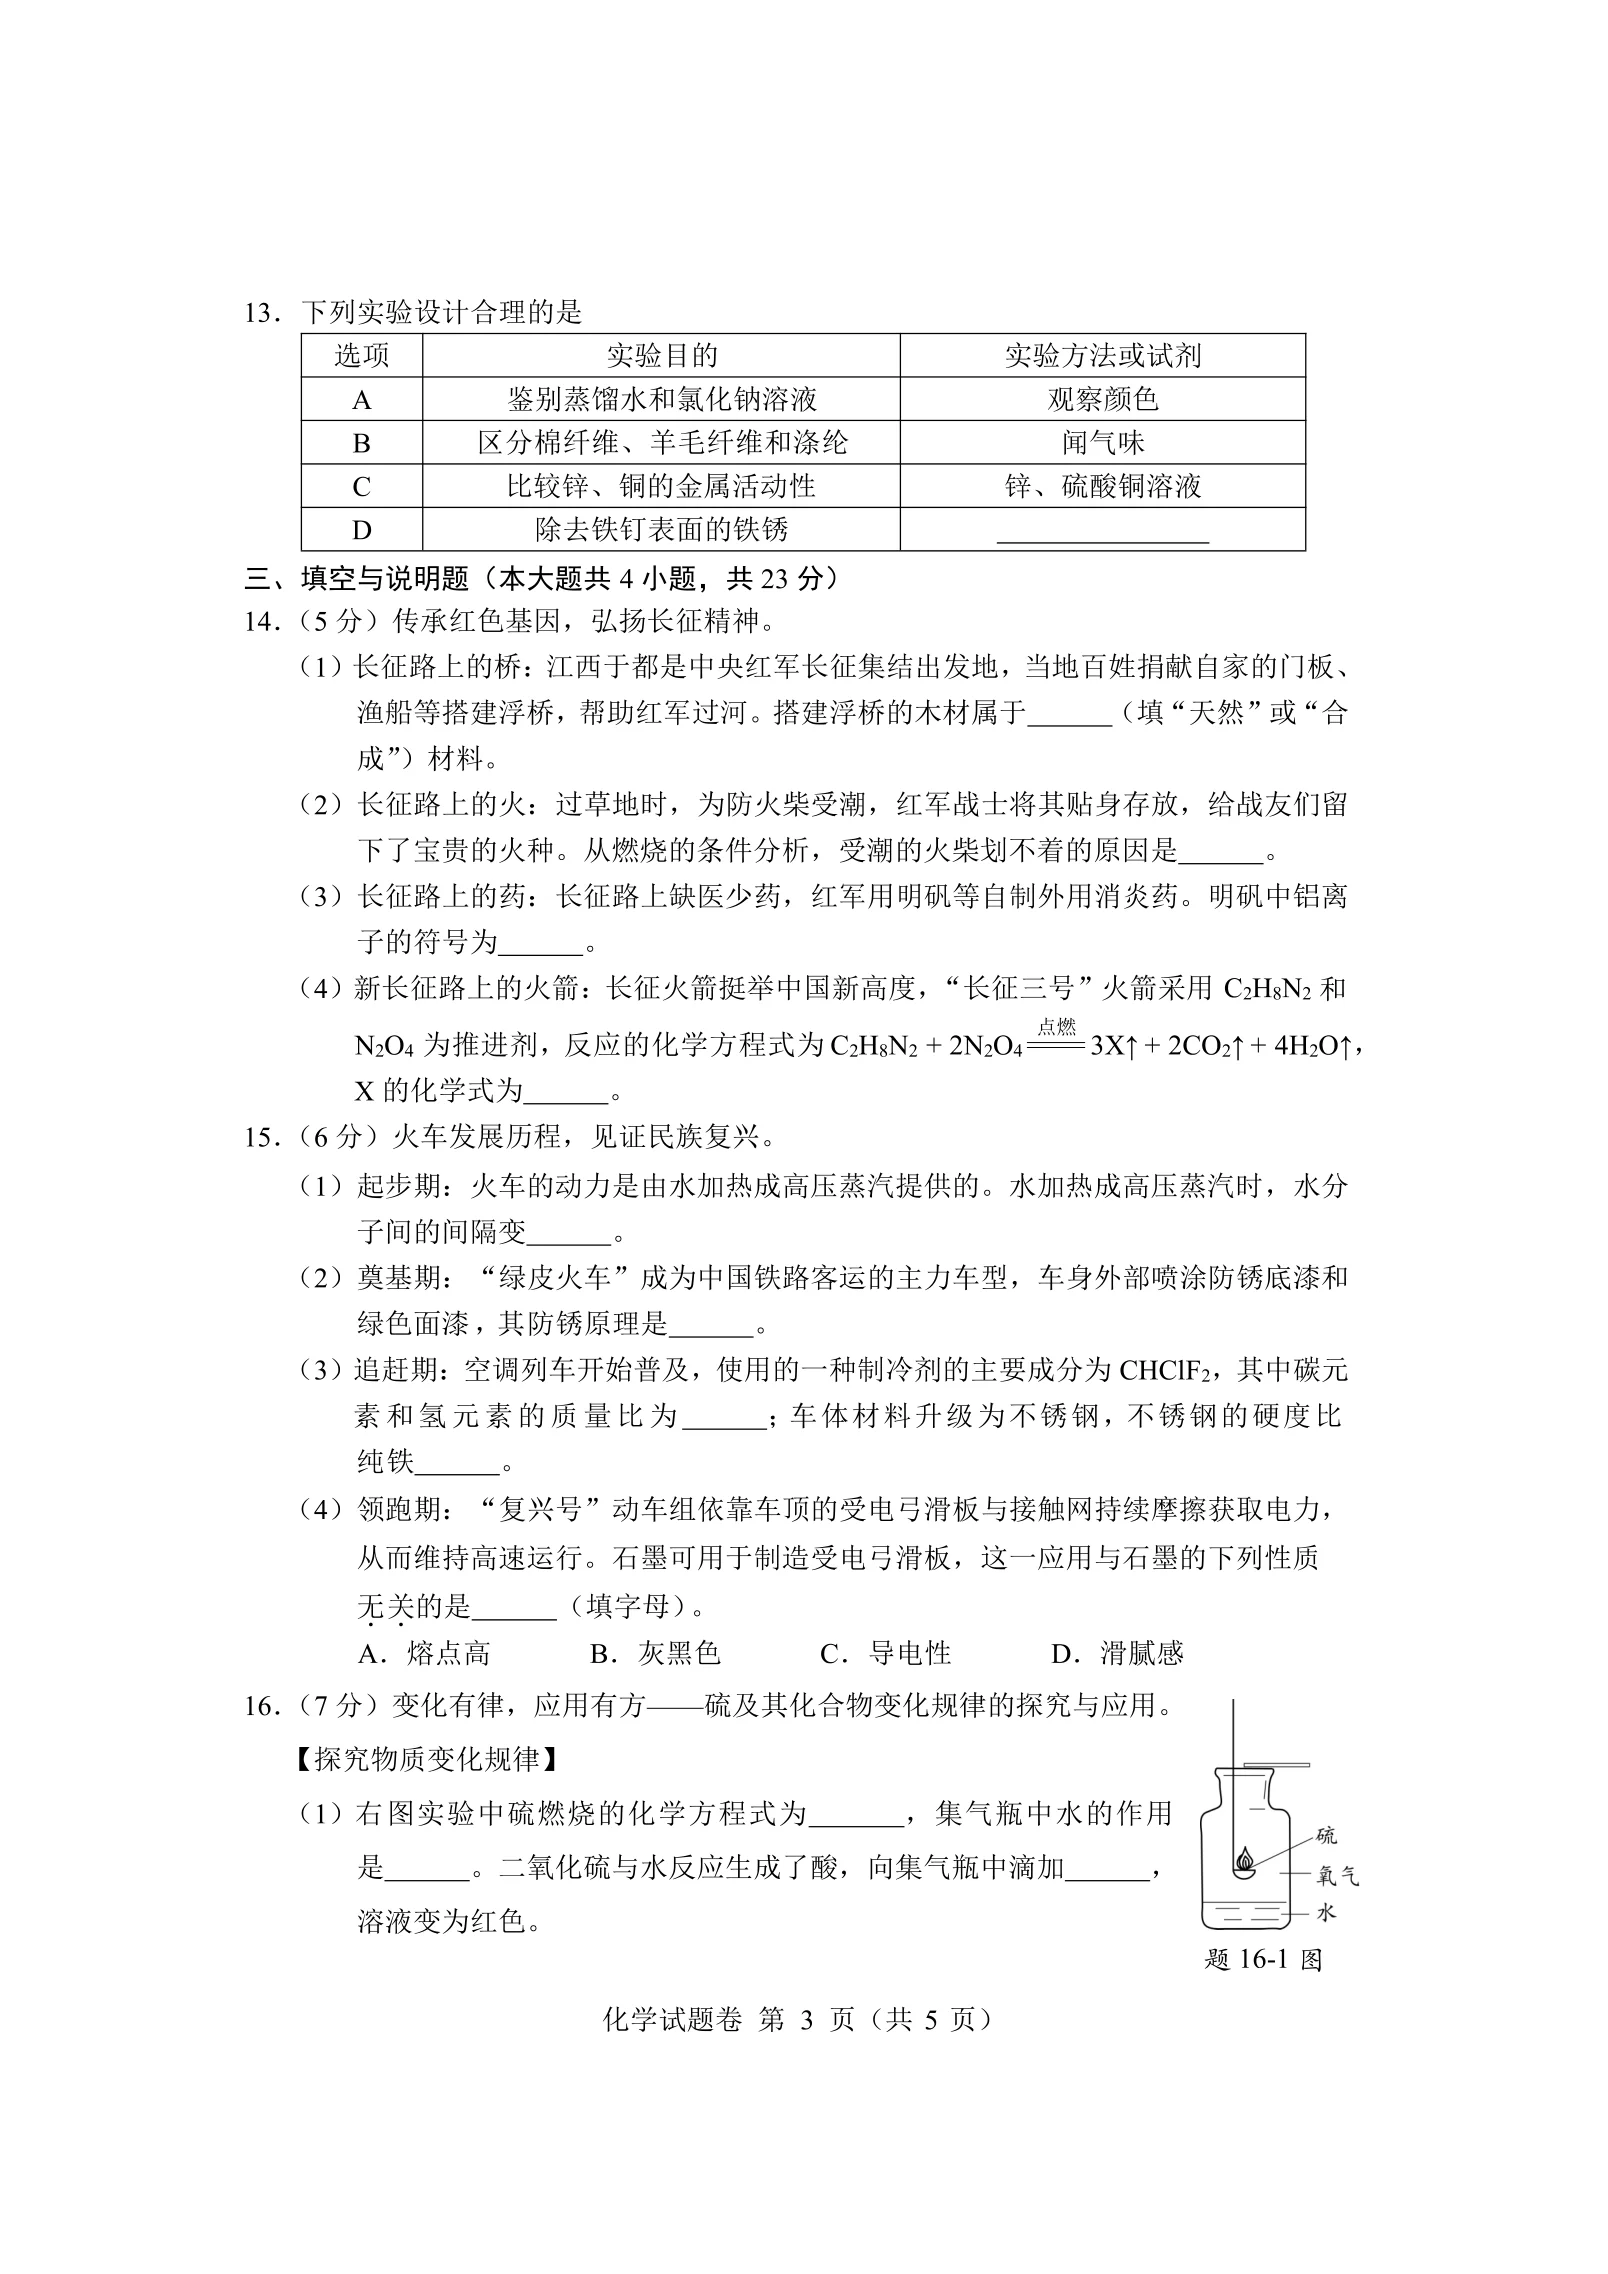 13．下列实验设计合理的是
选项 实验目的 实验方法或试剂
A 鉴别蒸馏水和氯化钠溶液 观察颜色
B 区分棉纤维、羊毛纤维和涤纶 闻气味
C 比较锌、铜的金属活动性 锌、硫酸铜溶液
D 除去铁钉表面的铁锈 ______
三、填空与说明题（本大题共 4 小题，共 23 分）
14．（5 分）传承红色基因，弘扬长征精神。
（1）长征路上的桥：江西于都是中央红军长征集结出发地，当地百姓捐献自家的门板、
渔船等搭建浮桥，帮助红军过河。搭建浮桥的木材属于______（填“天然”或“合
成”）材料。
（2）长征路上的火：过草地时，为防火柴受潮，红军战士将其贴身存放，给战友们留
下了宝贵的火种。从燃烧的条件分析，受潮的火柴划不着的原因是______。
（3）长征路上的药：长征路上缺医少药，红军用明矾等自制外用消炎药。明矾中铝离
子的符号为______。
（4）新长征路上的火箭：长征火箭挺举中国新高度，“长征三号”火箭采用 C₂H₈N₂ 和
点燃
N₂O₄ 为推进剂，反应的化学方程式为 C₂H₈N₂ + 2N₂O₄ ═══ 3X↑ + 2CO₂↑ + 4H₂O↑，
X 的化学式为______。
15．（6 分）火车发展历程，见证民族复兴。
（1）起步期：火车的动力是由水加热成高压蒸汽提供的。水加热成高压蒸汽时，水分
子间的间隔变______。
（2）奠基期：“绿皮火车”成为中国铁路客运的主力车型，车身外部喷涂防锈底漆和
绿色面漆，其防锈原理是______。
（3）追赶期：空调列车开始普及，使用的一种制冷剂的主要成分为 CHClF₂，其中碳元
素和氢元素的质量比为______；车体材料升级为不锈钢，不锈钢的硬度比
纯铁______。
（4）领跑期：“复兴号”动车组依靠车顶的受电弓滑板与接触网持续摩擦获取电力，
从而维持高速运行。石墨可用于制造受电弓滑板，这一应用与石墨的下列性质
无关的是______（填字母）。
A．熔点高 B．灰黑色 C．导电性 D．滑腻感
16．（7 分）变化有律，应用有方——硫及其化合物变化规律的探究与应用。
【探究物质变化规律】
（1）右图实验中硫燃烧的化学方程式为______，集气瓶中水的作用
是______。二氧化硫与水反应生成了酸，向集气瓶中滴加______，
溶液变为红色。
硫
氧气
水
题 16-1 图
化学试题卷 第 3 页（共 5 页）